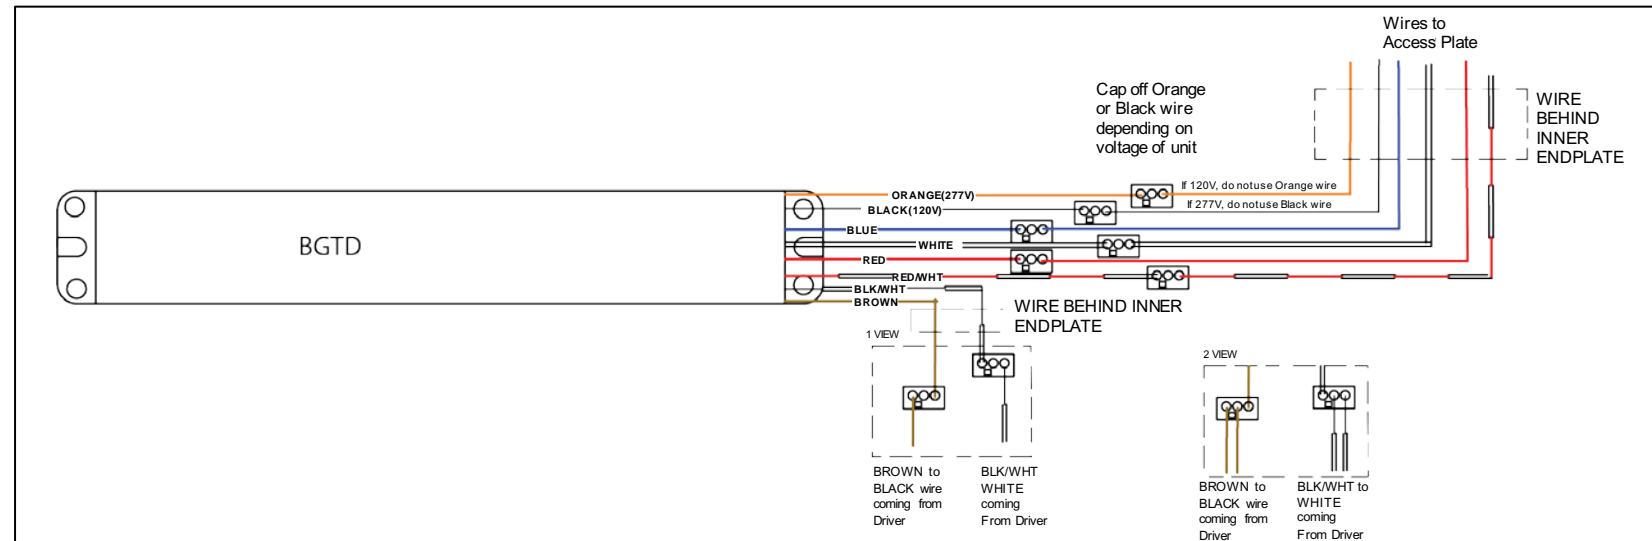 Wires to
Access Plate
Cap off Orange
or Black wire
depending on
voltage of unit
WIRE
BEHIND
INNER
ENDPLATE
ORANGE(277V)
If 120V, do notuse Orange wire
BLACK(120V)
If 277V, do notuse Black wire
BLUE
WHITE
BGTD
RED
RED/WHT
BLK/WHT
BROWN
WIRE BEHIND INNER
ENDPLATE
1 VIEW
2 VIEW
BROWN to
BLACK wire
coming from
Driver
BLK/WHT
WHITE
coming
From Driver
BROWN to
BLACK wire
coming from
Driver
BLK/WHT to
WHITE
coming
From Driver